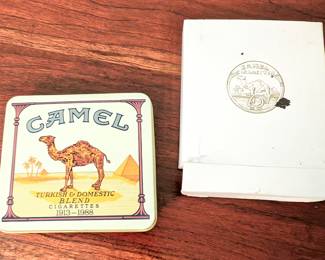 CAMEL
TURKISH & DOMESTIC
BLEND
CIGARETTES
1913-1988